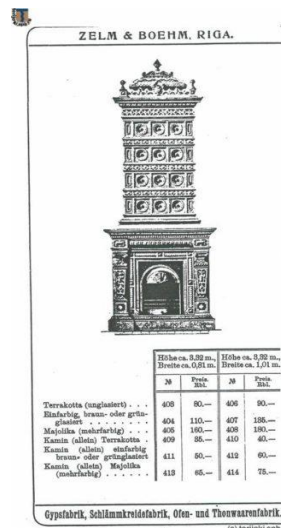 ZELM & BOEHM, RIGA.
Höhe ca. 3,32 m., Breite ca. 0,81 m. Höhe ca. 3,32 m., Breite ca. 1,01 m.
№ Preis. Rbl. № Preis. Rbl.
Terrakotta (unglasiert) . . . . 403 80.— 406 90.—
Einfarbig, braun- oder grün-
glasiert . . . . . 404 110.— 407 135.—
Majolika (mehrfarbig) . . . . 405 160.— 408 180.—
Kamin (allein) Terrakotta . 409 35.— 410 40.—
Kamin (allein) einfarbig
braun- oder grünglasiert 411 50.— 412 60.—
Kamin (allein) Majolika
(mehrfarbig) . . . . . . 413 65.— 414 75.—
Gypsfabrik, Schlämmkreidefabrik, Ofen- und Thonwaarenfabrik.